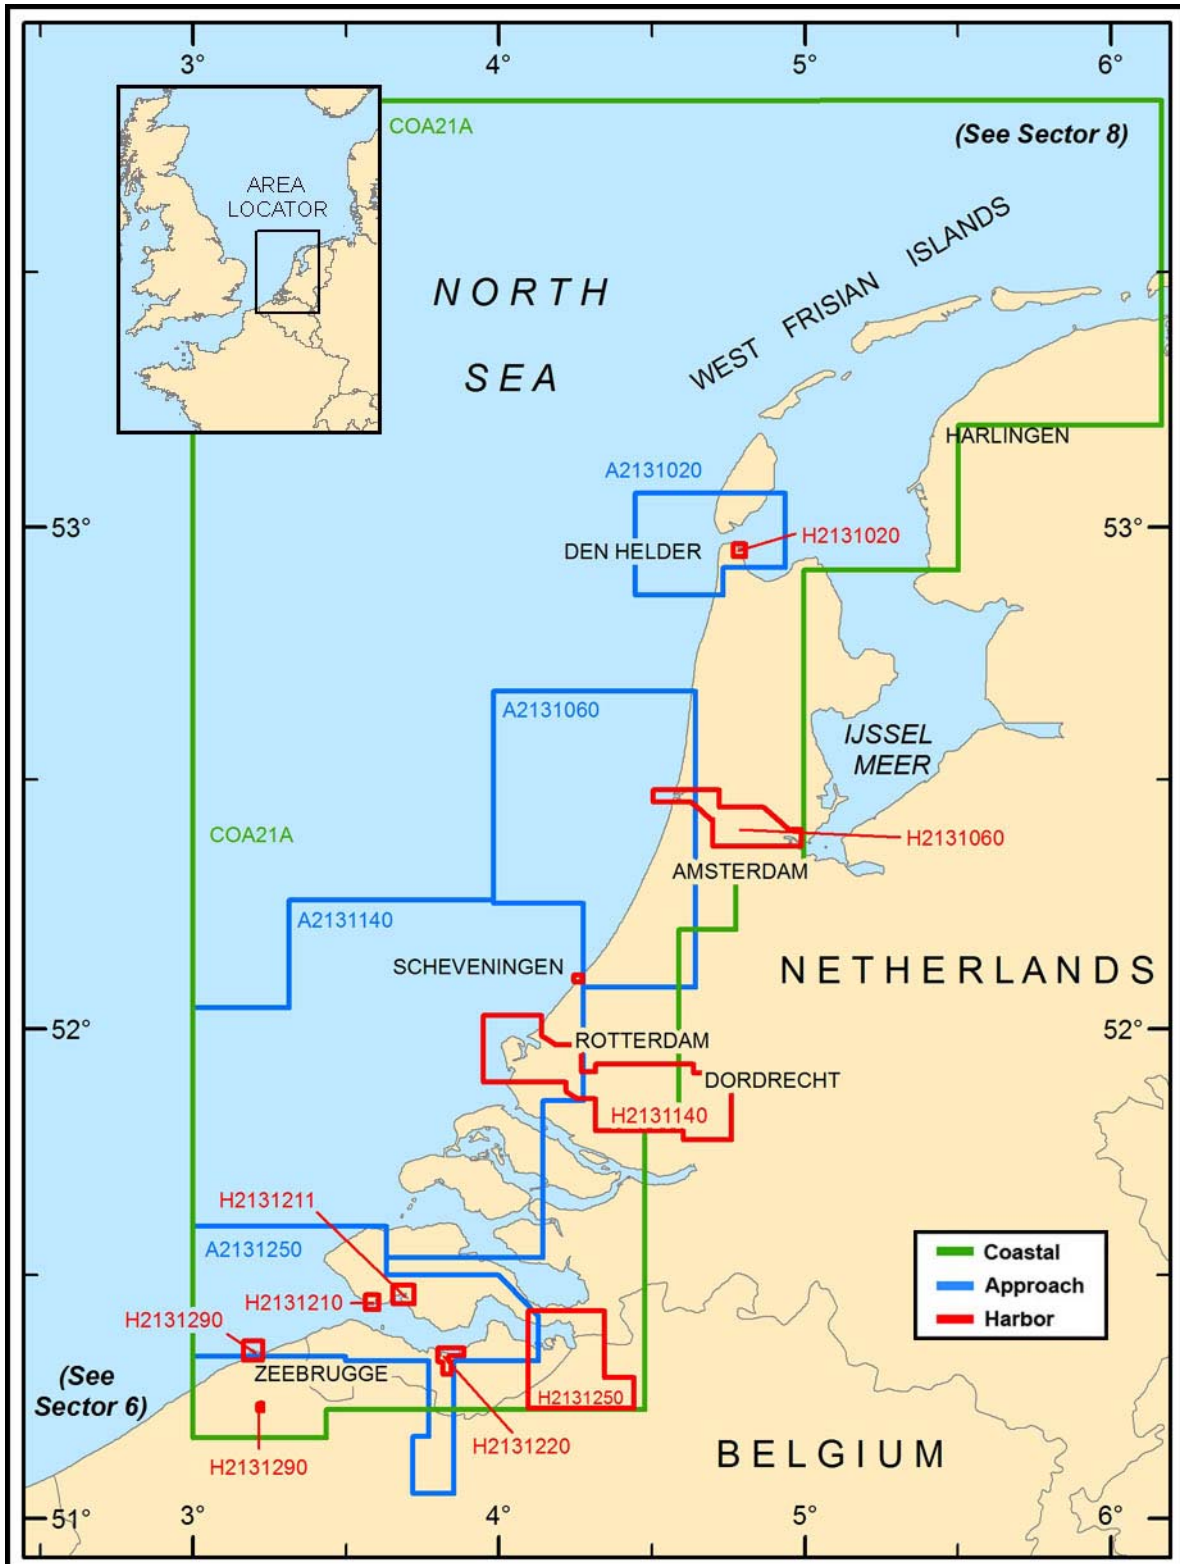 3°
4°
5°
6°
COA21A
(See Sector 8)
AREA
LOCATOR
NORTH
SEA
WEST FRISIAN ISLANDS
HARLINGEN
A2131020
53°
53°
H2131020
DEN HELDER
A2131060
IJSSEL
MEER
COA21A
H2131060
AMSTERDAM
A2131140
SCHEVENINGEN
NETHERLANDS
52°
52°
ROTTERDAM
DORDRECHT
H2131140
H2131211
A2131250
Coastal
Approach
Harbor
H2131210
H2131290
ZEEBRUGGE
(See
Sector 6)
H2131250
H2131220
BELGIUM
H2131290
51°
3°
4°
5°
6°